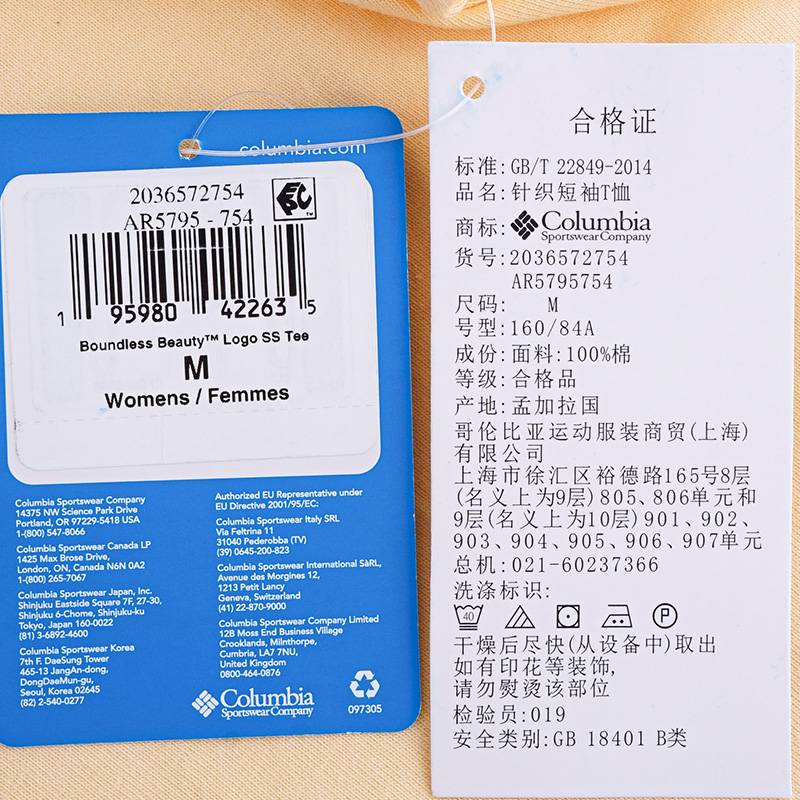 columbia.com
2036572754
AR5795 - 754
EPC™
1 95980 42263 5
Boundless Beauty™ Logo SS Tee
M
Womens / Femmes
Columbia Sportswear Company
14375 NW Science Park Drive
Portland, OR 97229-5418 USA
1-(800) 547-8066
Columbia Sportswear Canada LP
1425 Max Brose Drive,
London, ON, Canada N6N 0A2
1-(800) 265-7067
Columbia Sportswear Japan, Inc.
Shinjuku Eastside Square 7F, 27-30,
Shinjuku 6-Chome, Shinjuku-ku
Tokyo, Japan 160-0022
(81) 3-6892-4600
Columbia Sportswear Korea
7th F. DaeSung Tower
465-13 JangAn-dong,
DongDaeMun-gu,
Seoul, Korea 02645
(82) 2-540-0277
Authorized EU Representative under
EU Directive 2001/95/EC:
Columbia Sportswear Italy SRL
Via Feltrina 11
31040 Pederobba (TV)
(39) 0645-200-823
Columbia Sportswear International SàRL,
Avenue des Morgines 12,
1213 Petit Lancy
Geneva, Switzerland
(41) 22-870-9000
Columbia Sportswear Company Limited
12B Moss End Business Village
Crooklands, Milnthorpe,
Cumbria, LA7 7NU,
United Kingdom
0800-464-0876
Columbia
Sportswear Company
097305
合格证
标准:GB/T 22849-2014
品名:针织短袖T恤
商标:Columbia
Sportswear Company
货号:2036572754
AR5795754
尺码: M
号型:160/84A
成份:面料:100%棉
等级:合格品
产地:孟加拉国
哥伦比亚运动服装商贸(上海)
有限公司
上海市徐汇区裕德路165号8层
(名义上为9层)805、806单元和
9层(名义上为10层)901、902、
903、904、905、906、907单元
总机:021-60237366
洗涤标识:
40 P
干燥后尽快(从设备中)取出
如有印花等装饰,
请勿熨烫该部位
检验员:019
安全类别:GB 18401 B类